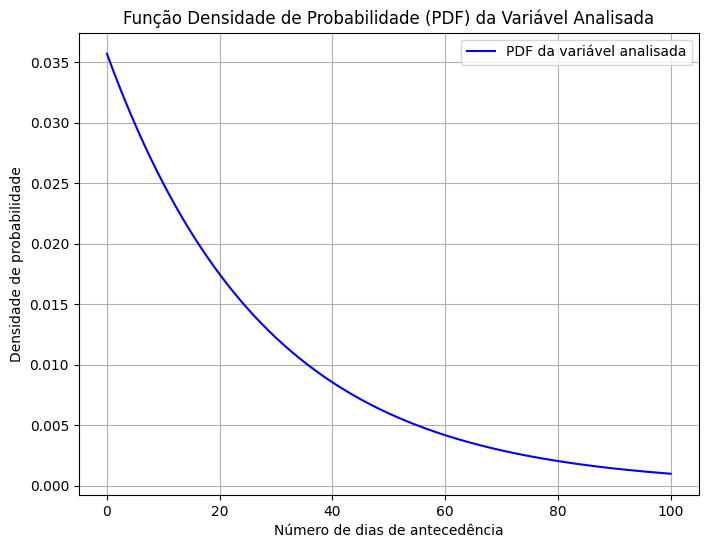 Função Densidade de Probabilidade (PDF) da Variável Analisada
PDF da variável analisada
Densidade de probabilidade
0.035
0.030
0.025
0.020
0.015
0.010
0.005
0.000
0 20 40 60 80 100
Número de dias de antecedência